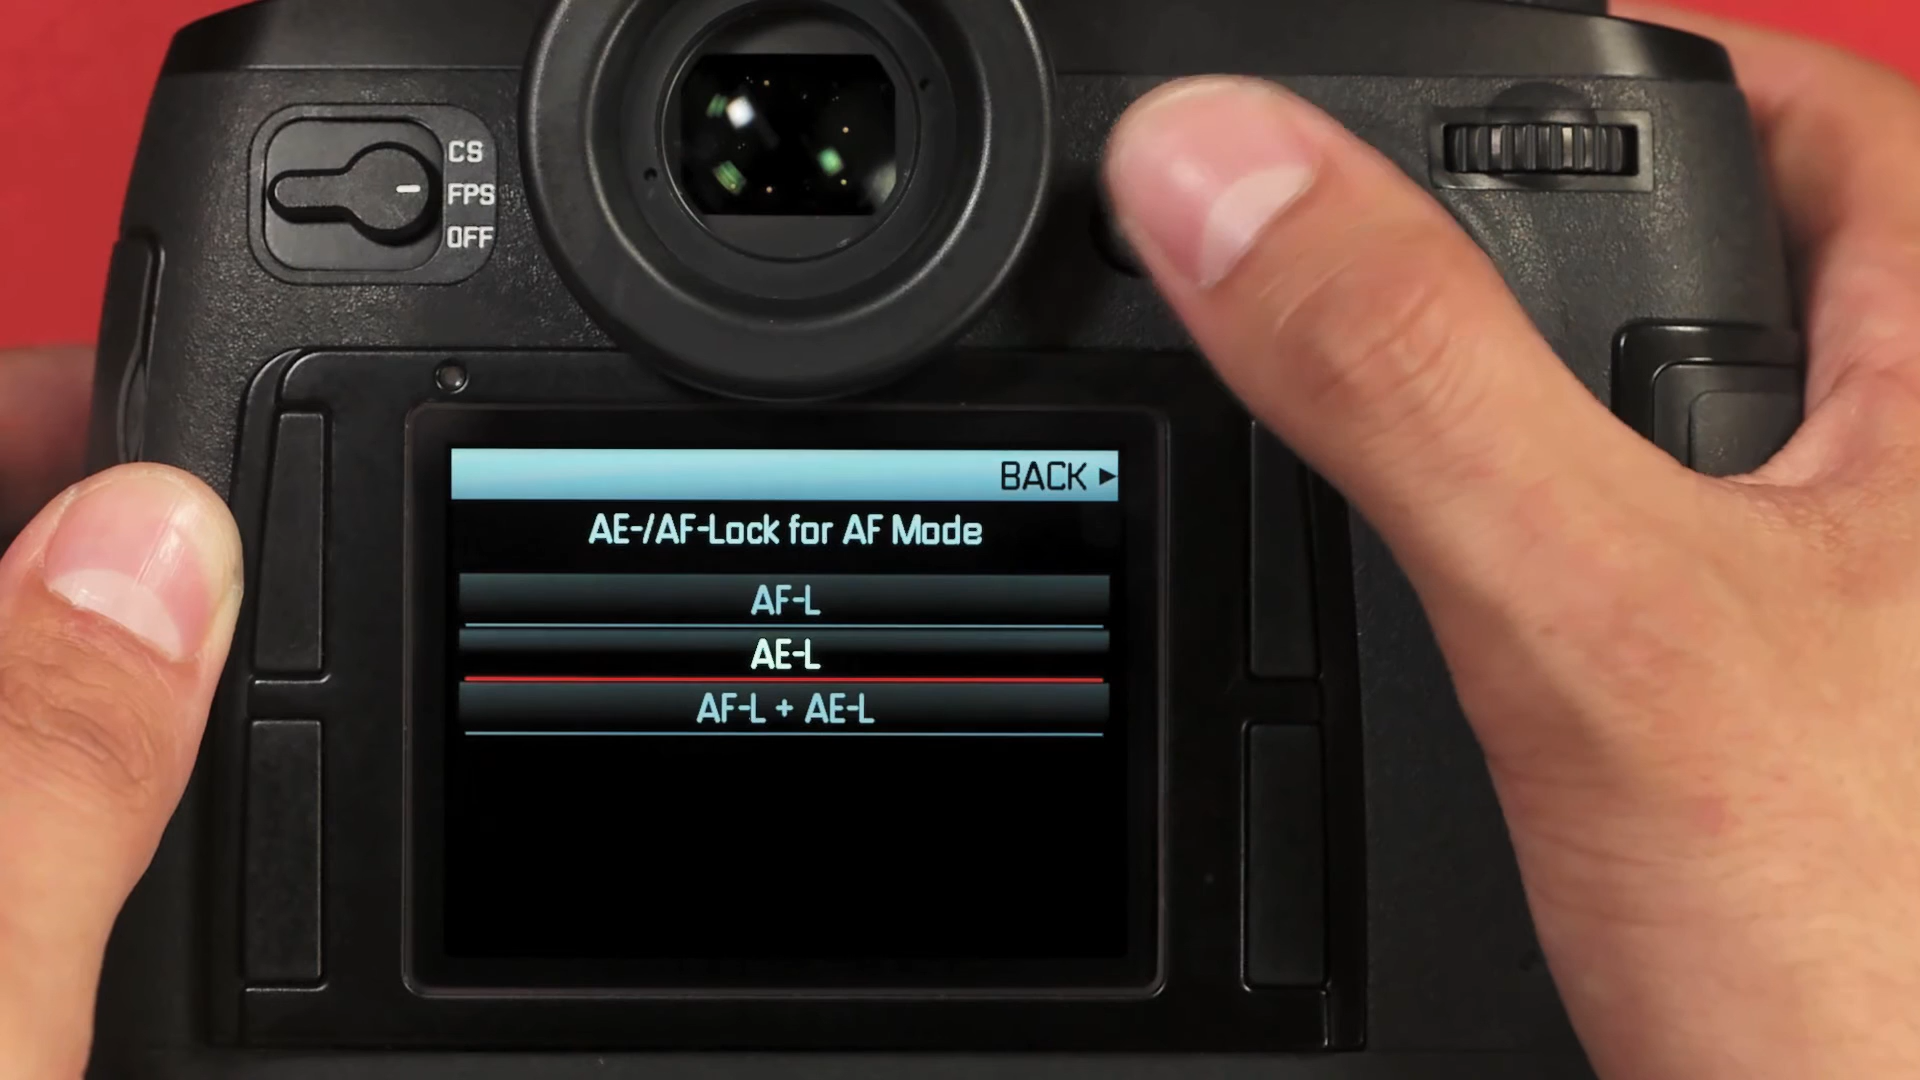 CS
FPS
OFF
BACK ▶
AE-/AF-Lock for AF Mode
AF-L
AE-L
AF-L + AE-L